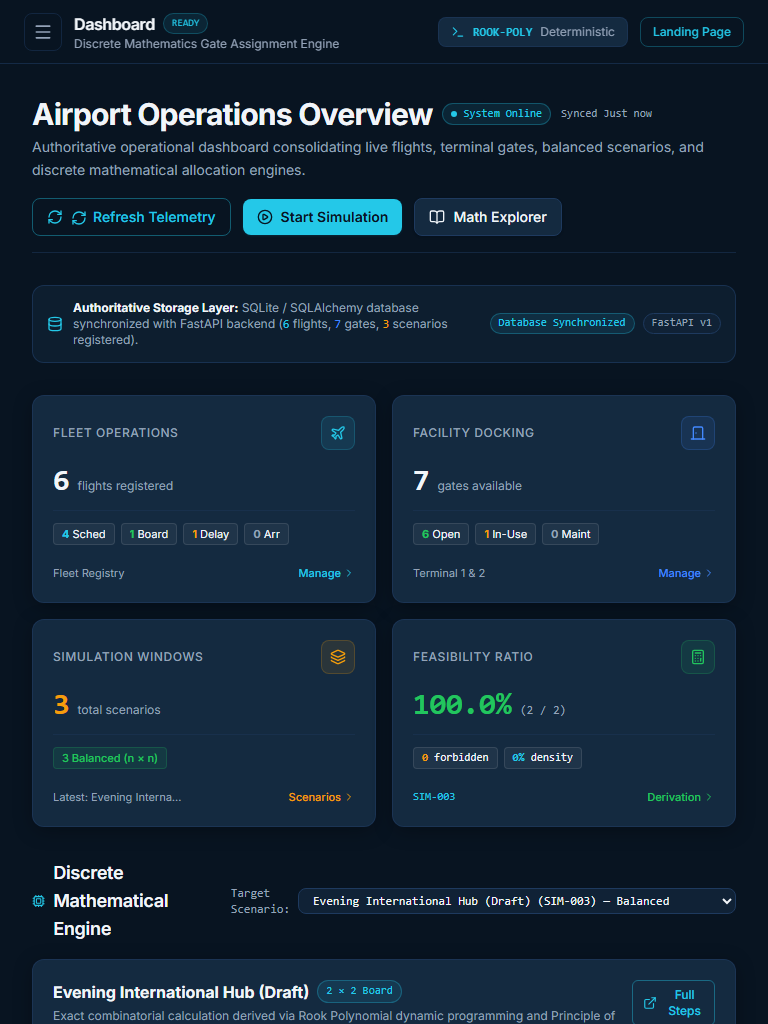 Dashboard READY
Discrete Mathematics Gate Assignment Engine
ROOK-POLY Deterministic
Landing Page
Airport Operations Overview
System Online
Synced Just now
Authoritative operational dashboard consolidating live flights, terminal gates, balanced scenarios, and
discrete mathematical allocation engines.
Refresh Telemetry
Start Simulation
Math Explorer
Authoritative Storage Layer: SQLite / SQLAlchemy database
synchronized with FastAPI backend (6 flights, 7 gates, 3 scenarios
registered).
Database Synchronized
FastAPI v1
FLEET OPERATIONS
6 flights registered
4 Sched
1 Board
1 Delay
0 Arr
Fleet Registry
Manage
FACILITY DOCKING
7 gates available
6 Open
1 In-Use
0 Maint
Terminal 1 & 2
Manage
SIMULATION WINDOWS
3 total scenarios
3 Balanced (n × n)
Latest: Evening Interna...
Scenarios
FEASIBILITY RATIO
100.0% (2 / 2)
0 forbidden
0% density
SIM-003
Derivation
Discrete
Mathematical
Engine
Target
Scenario:
Evening International Hub (Draft) (SIM-003) — Balanced
Evening International Hub (Draft)
2 × 2 Board
Exact combinatorial calculation derived via Rook Polynomial dynamic programming and Principle of
Full
Steps